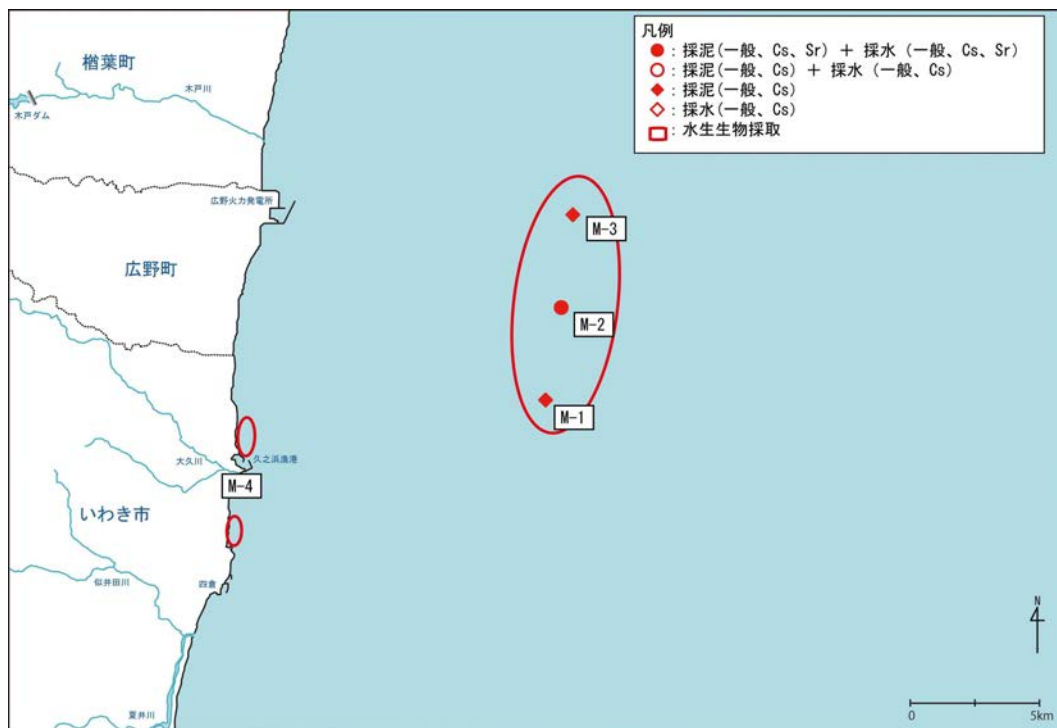 凡例
● : 採泥(一般、Cs、Sr) + 採水 (一般、Cs、Sr)
○ : 採泥(一般、Cs) + 採水 (一般、Cs)
◆ : 採泥(一般、Cs)
◇ : 採水(一般、Cs)
: 水生生物採取
楢葉町
木戸川
木戸ダム
広野火力発電所
M-3
広野町
M-2
M-1
大久川
久之浜漁港
M-4
いわき市
似井田川
四倉
夏井川
N
0 5km